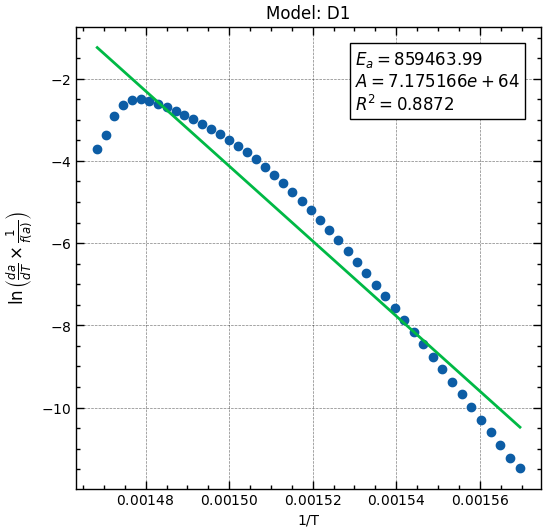 Model: D1
E_a = 859463.99
A = 7.175166e + 64
R^2 = 0.8872
ln(da/dT × 1/f(a))
−2
−4
−6
−8
−10
0.00148 0.00150 0.00152 0.00154 0.00156
1/T